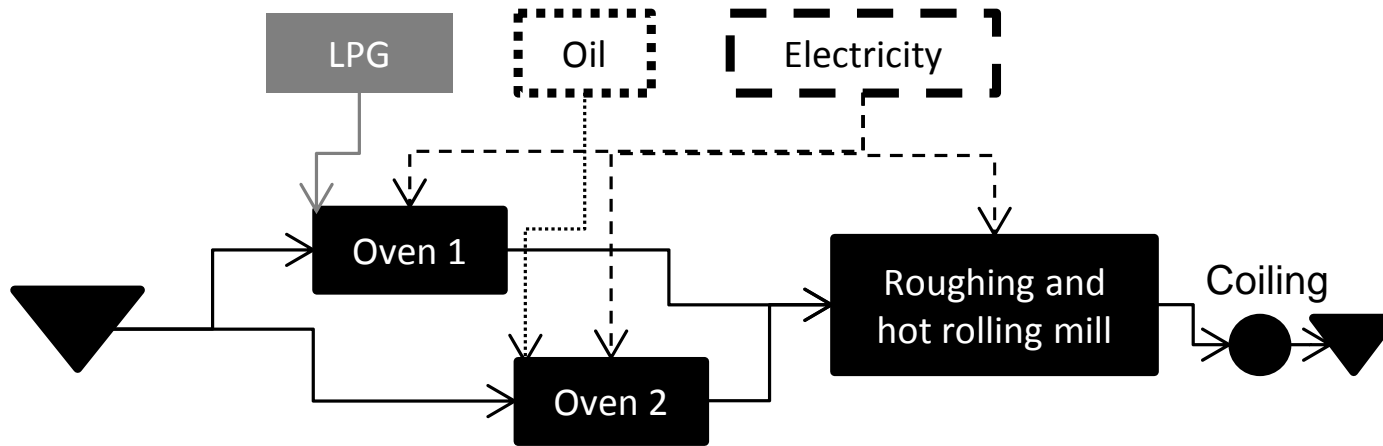 LPG
Oil
Electricity
Oven 1
Oven 2
Roughing and
hot rolling mill
Coiling